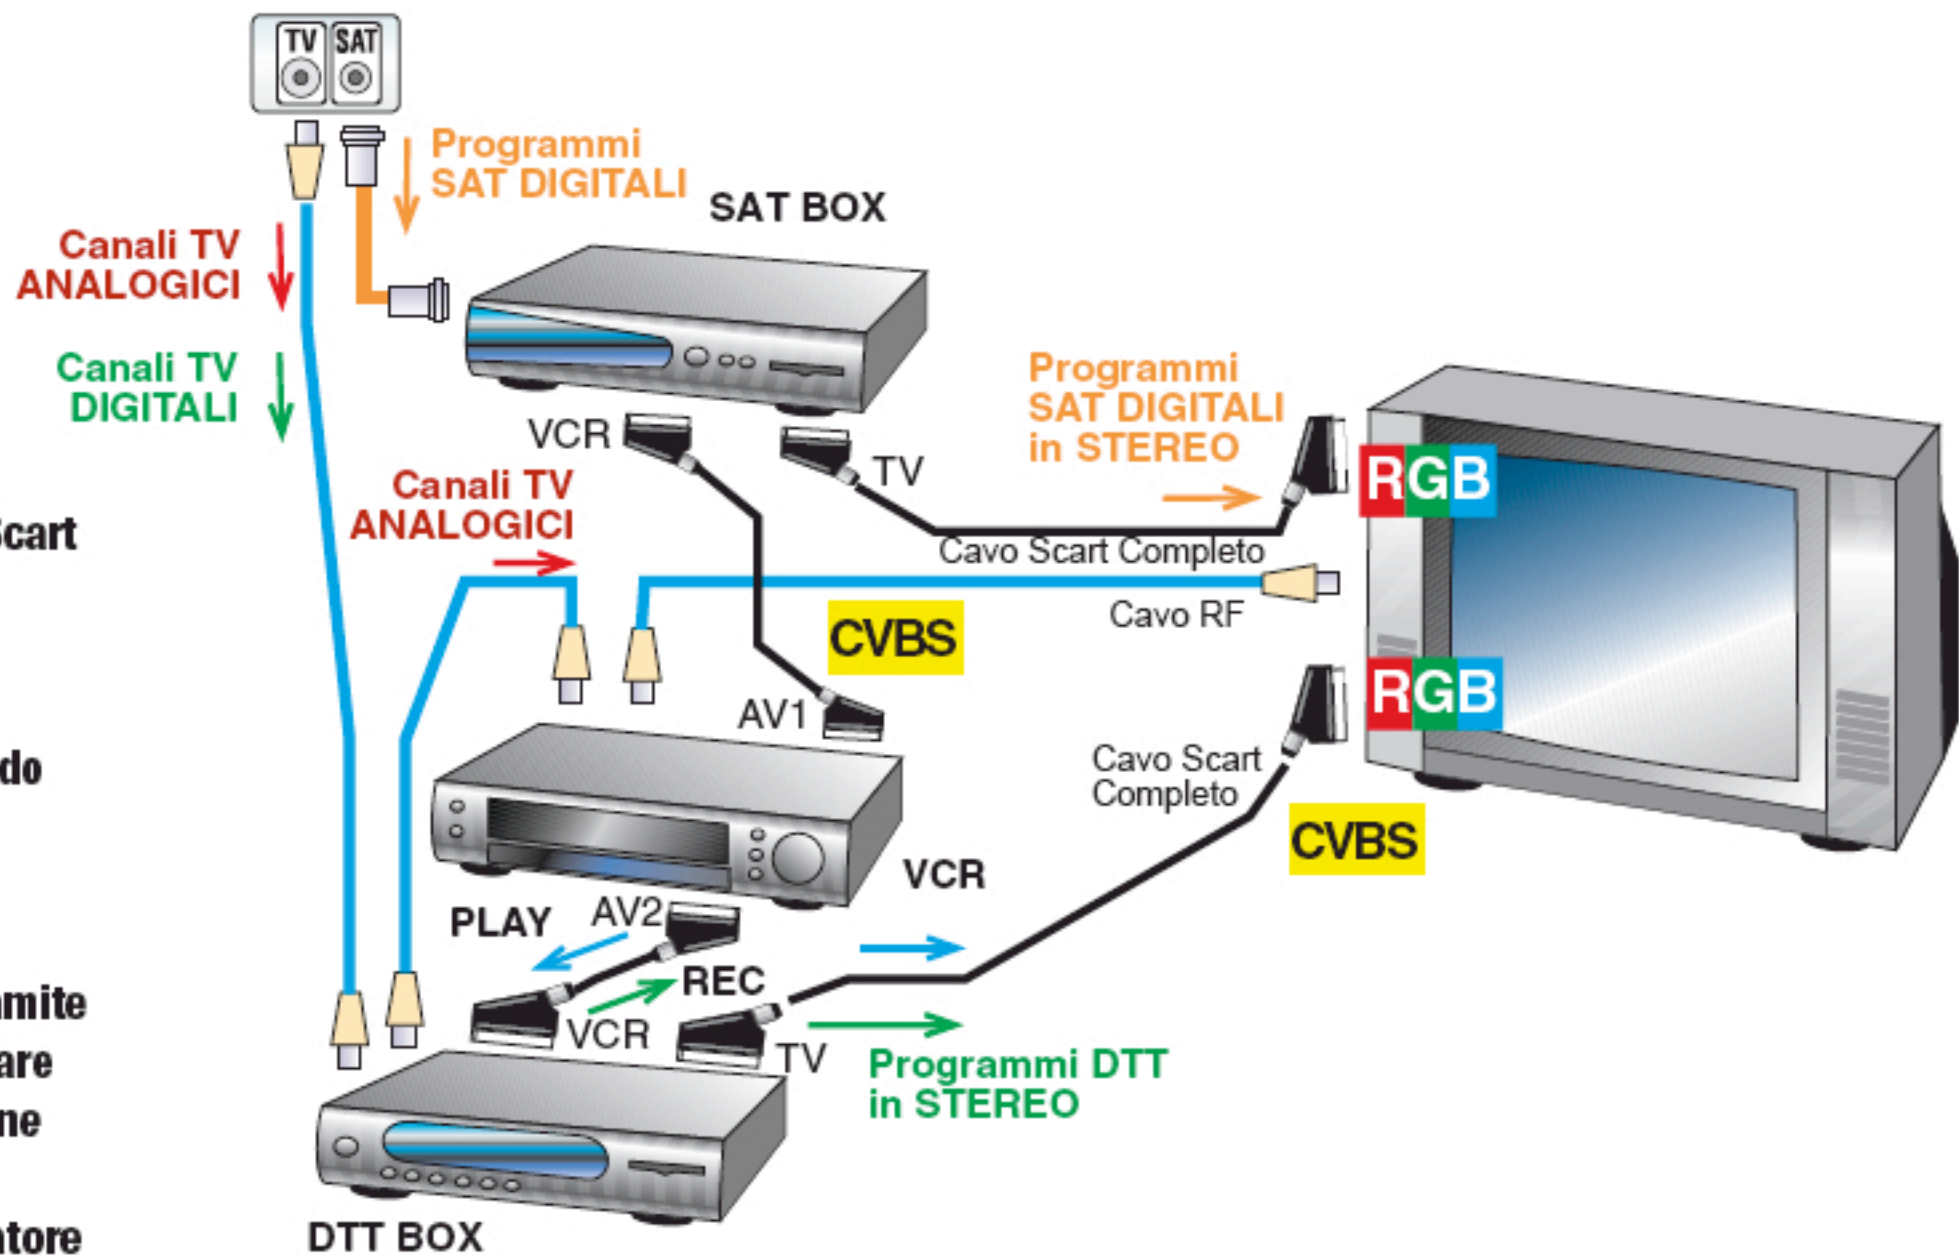 TV SAT
Programmi
SAT DIGITALI
SAT BOX
Canali TV
ANALOGICI
Canali TV
DIGITALI
Programmi
SAT DIGITALI
in STEREO
VCR
TV
RGB
Canali TV
ANALOGICI
Cavo Scart Completo
Cavo RF
CVBS
AV1
RGB
Cavo Scart
Completo
CVBS
VCR
PLAY
AV2
REC
VCR
TV
Programmi DTT
in STEREO
DTT BOX